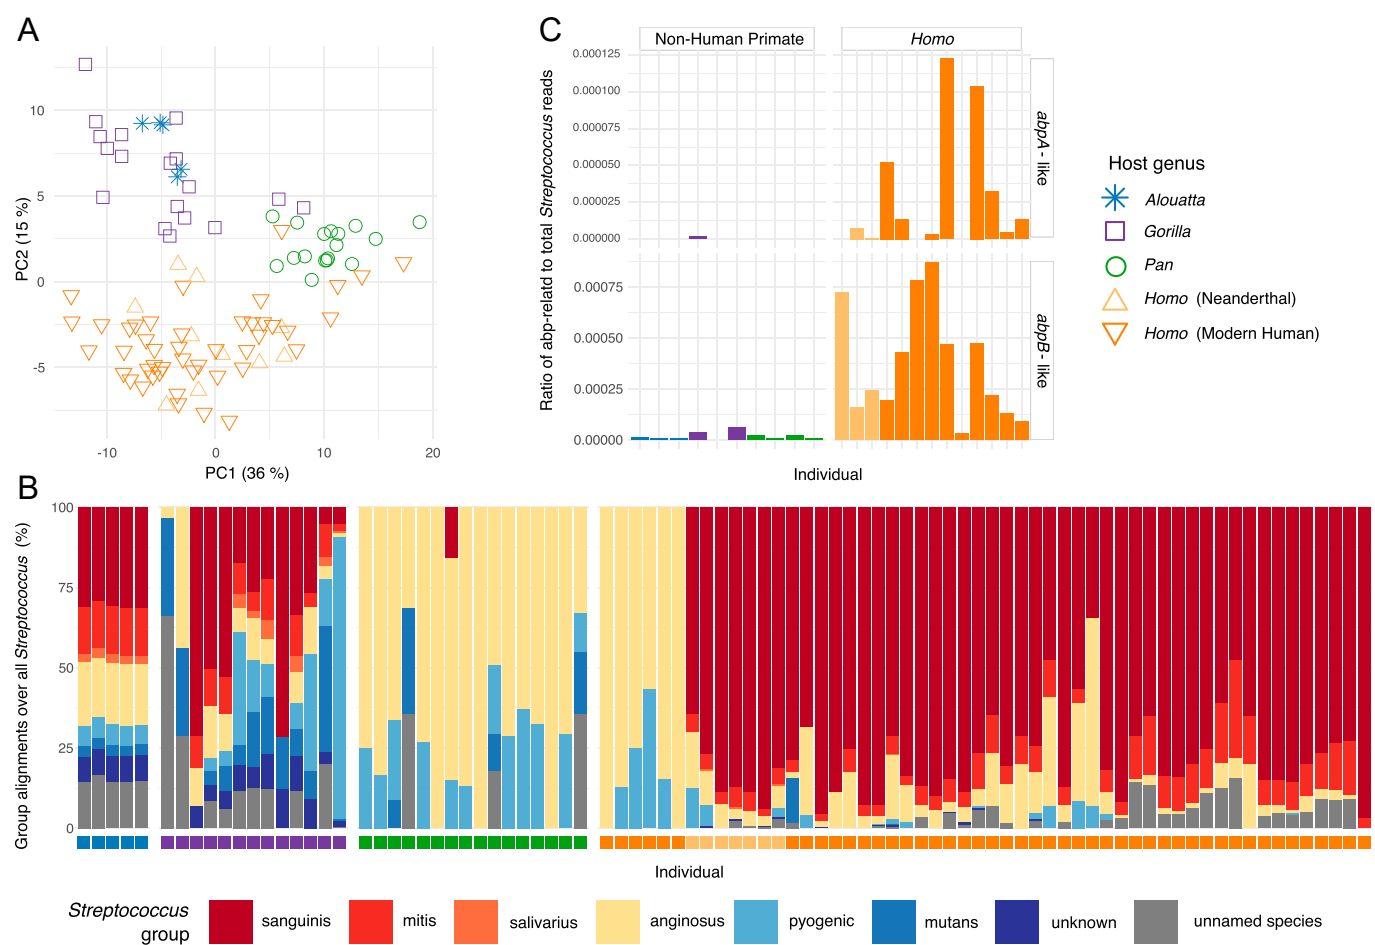 A
PC2 (15 %)
10
5
0
-5
-10
0
10
20
PC1 (36 %)
C
Non-Human Primate
Homo
Ratio of abp-relatd to total Streptococcus reads
0.000125
0.000100
0.000075
0.000050
0.000025
0.000000
abpA - like
0.00075
0.00050
0.00025
0.00000
abpB - like
Individual
Host genus
Alouatta
Gorilla
Pan
Homo (Neanderthal)
Homo (Modern Human)
B
Group alignments over all Streptococcus (%)
100
75
50
25
0
Individual
Streptococcus
group
sanguinis
mitis
salivarius
anginosus
pyogenic
mutans
unknown
unnamed species